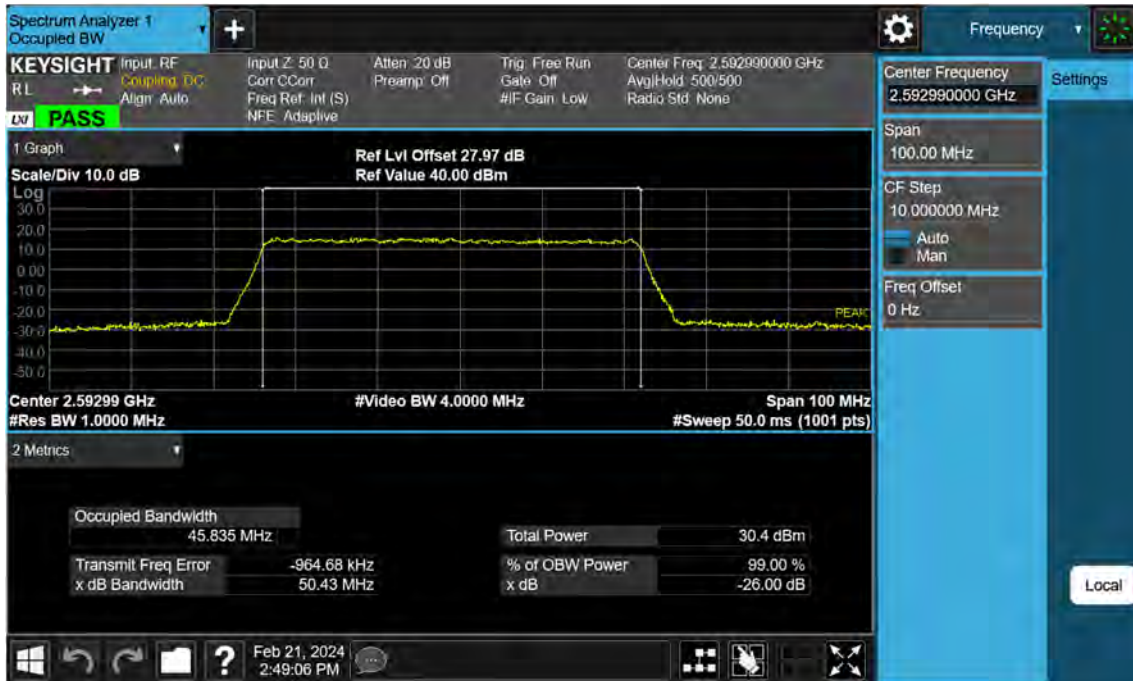 Spectrum Analyzer 1
Occupied BW
+
Frequency
KEYSIGHT
RL
LXI
PASS
Input: RF
Coupling: DC
Align: Auto
Input Z: 50 Ω
Corr CCorr
Freq Ref: Int (S)
NFE: Adaptive
Atten: 20 dB
Preamp: Off
Trig: Free Run
Gate: Off
#IF Gain: Low
Center Freq: 2.592990000 GHz
Avg|Hold: 500/500
Radio Std: None
Center Frequency
2.592990000 GHz
Settings
Span
100.00 MHz
CF Step
10.000000 MHz
Auto
Man
Freq Offset
0 Hz
1 Graph
Scale/Div 10.0 dB
Ref Lvl Offset 27.97 dB
Ref Value 40.00 dBm
Log
30.0
20.0
10.0
0.00
-10.0
-20.0
-30.0
-40.0
-50.0
PEAK
Center 2.59299 GHz
#Video BW 4.0000 MHz
Span 100 MHz
#Res BW 1.0000 MHz
#Sweep 50.0 ms (1001 pts)
2 Metrics
Occupied Bandwidth
45.835 MHz
Total Power 30.4 dBm
Transmit Freq Error -964.68 kHz
% of OBW Power 99.00 %
x dB Bandwidth 50.43 MHz
x dB -26.00 dB
Local
?
Feb 21, 2024
2:49:06 PM